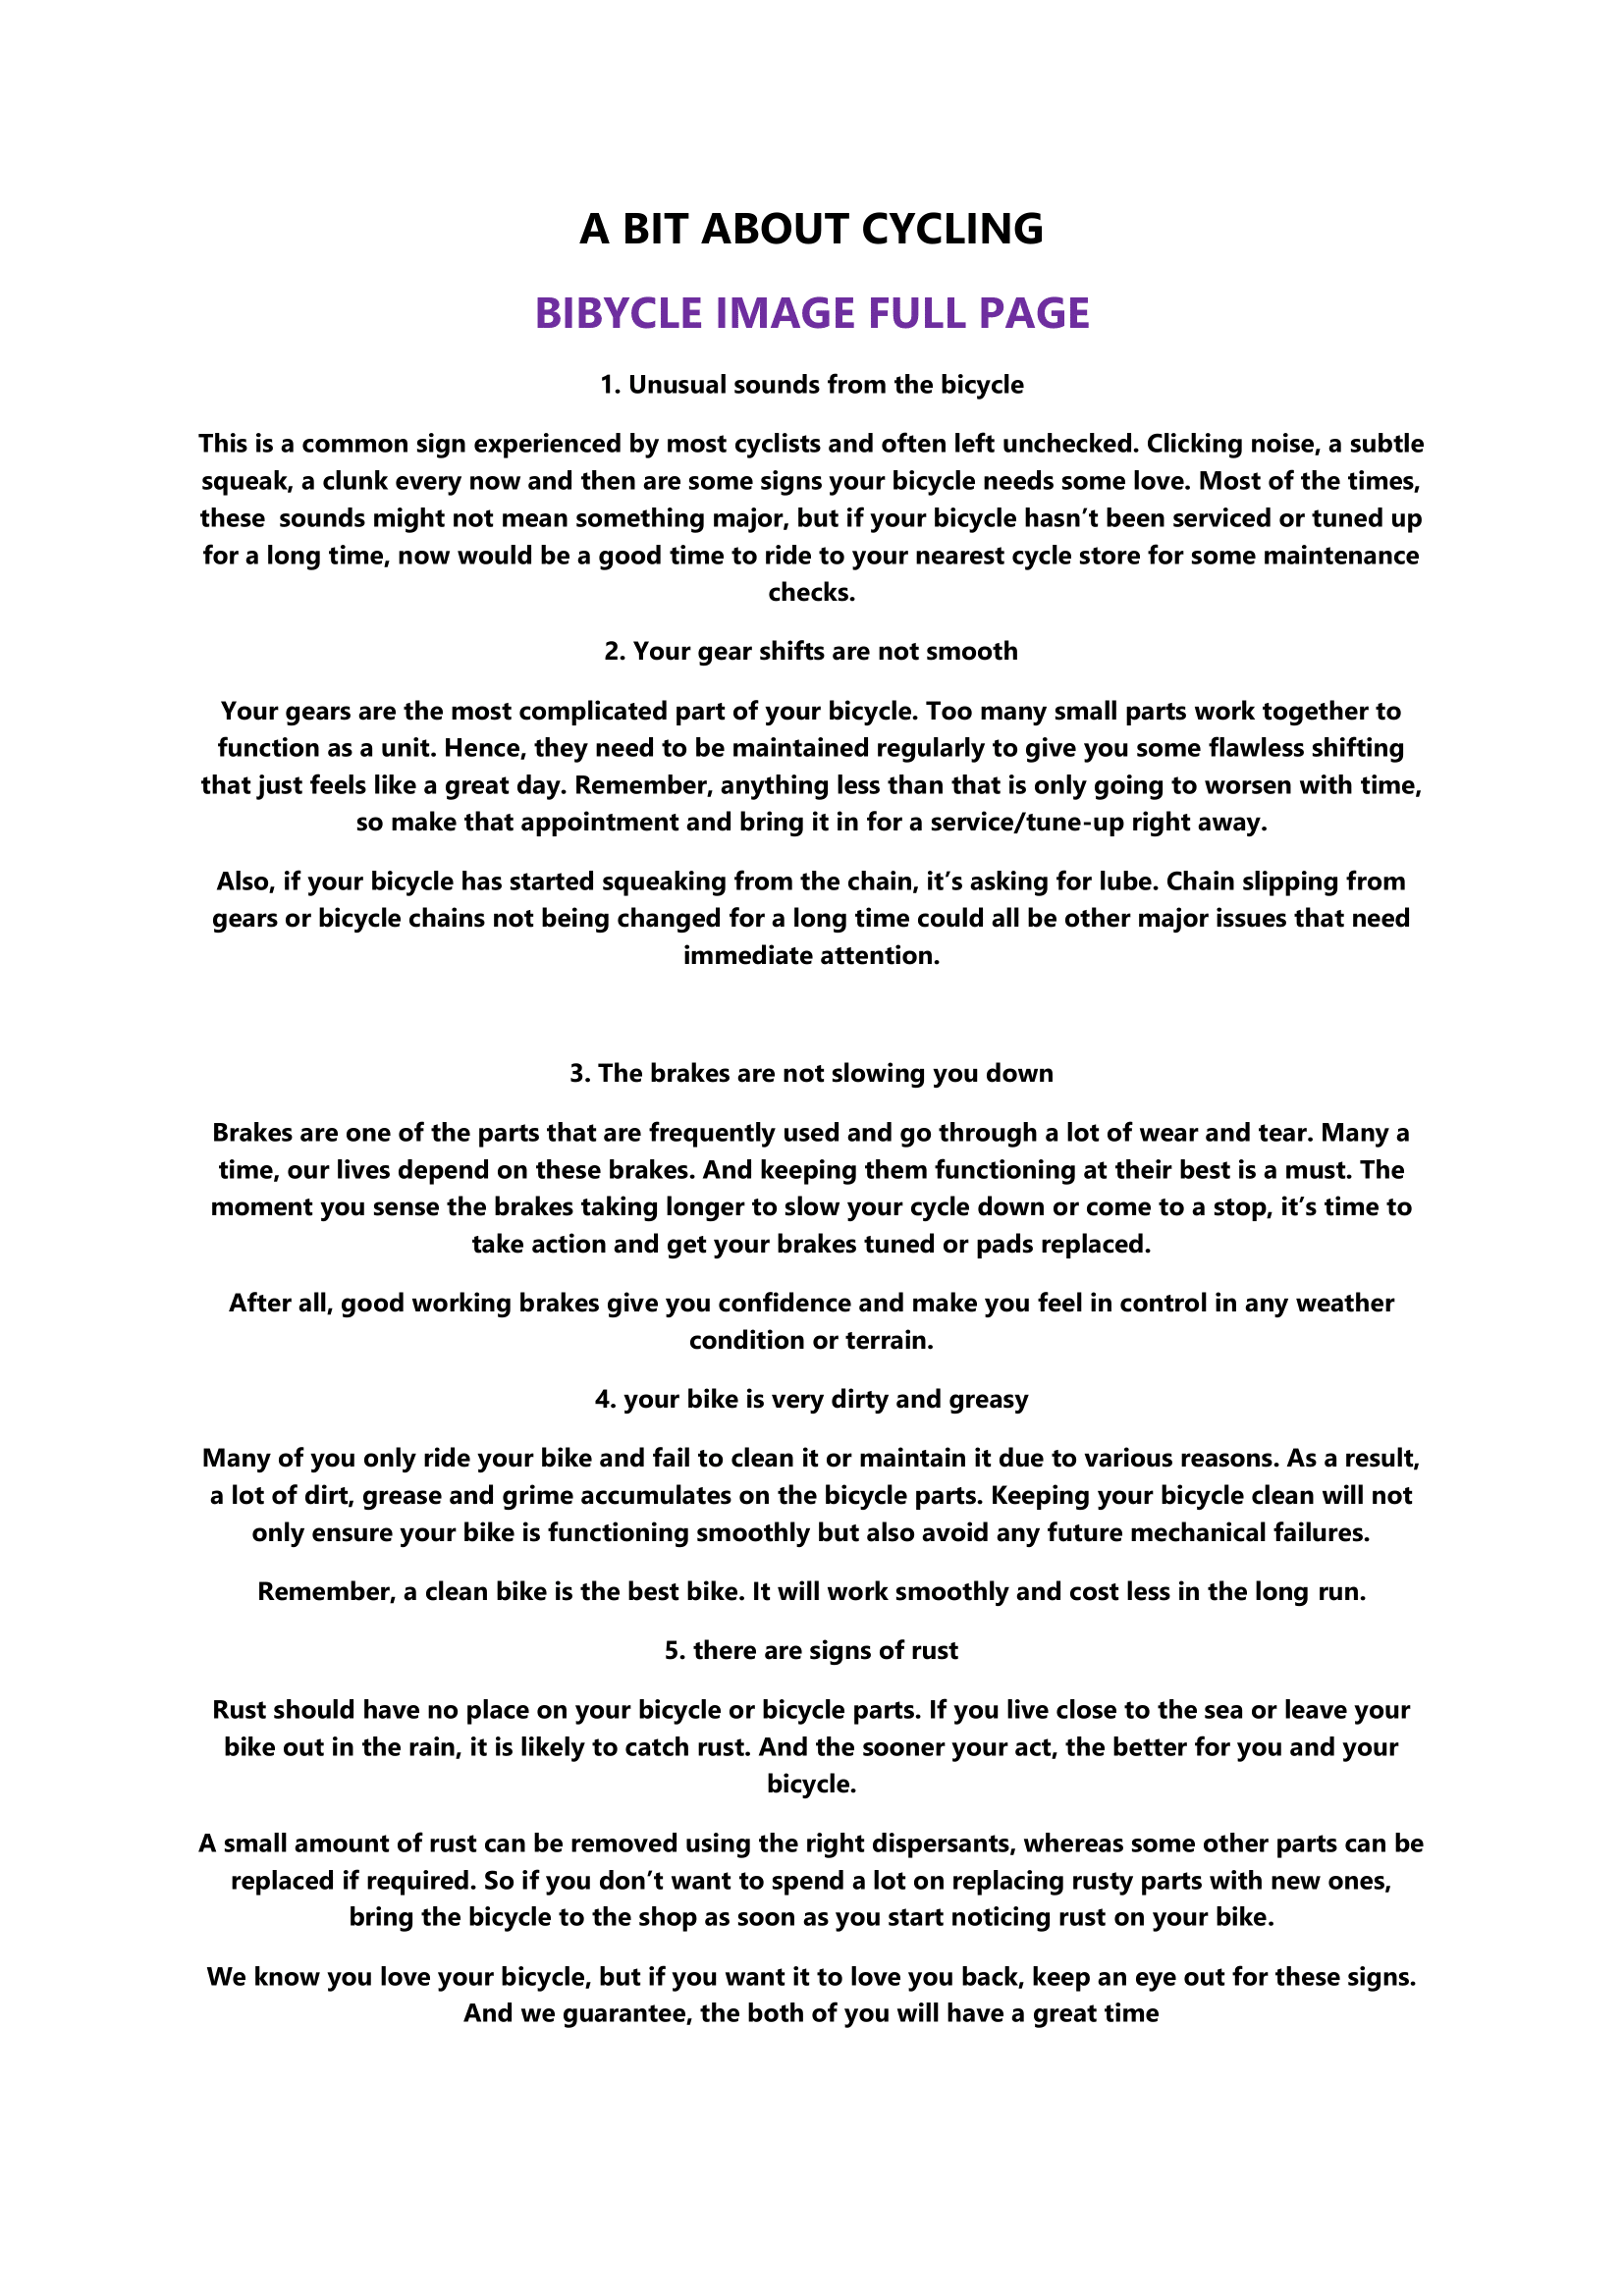 A BIT ABOUT CYCLING
BIBYCLE IMAGE FULL PAGE
1. Unusual sounds from the bicycle
This is a common sign experienced by most cyclists and often left unchecked. Clicking noise, a subtle
squeak, a clunk every now and then are some signs your bicycle needs some love. Most of the times,
these  sounds might not mean something major, but if your bicycle hasn’t been serviced or tuned up
for a long time, now would be a good time to ride to your nearest cycle store for some maintenance
checks.
2. Your gear shifts are not smooth
Your gears are the most complicated part of your bicycle. Too many small parts work together to
function as a unit. Hence, they need to be maintained regularly to give you some flawless shifting
that just feels like a great day. Remember, anything less than that is only going to worsen with time,
so make that appointment and bring it in for a service/tune-up right away.
Also, if your bicycle has started squeaking from the chain, it’s asking for lube. Chain slipping from
gears or bicycle chains not being changed for a long time could all be other major issues that need
immediate attention.
3. The brakes are not slowing you down
Brakes are one of the parts that are frequently used and go through a lot of wear and tear. Many a
time, our lives depend on these brakes. And keeping them functioning at their best is a must. The
moment you sense the brakes taking longer to slow your cycle down or come to a stop, it’s time to
take action and get your brakes tuned or pads replaced.
After all, good working brakes give you confidence and make you feel in control in any weather
condition or terrain.
4. your bike is very dirty and greasy
Many of you only ride your bike and fail to clean it or maintain it due to various reasons. As a result,
a lot of dirt, grease and grime accumulates on the bicycle parts. Keeping your bicycle clean will not
only ensure your bike is functioning smoothly but also avoid any future mechanical failures.
Remember, a clean bike is the best bike. It will work smoothly and cost less in the long run.
5. there are signs of rust
Rust should have no place on your bicycle or bicycle parts. If you live close to the sea or leave your
bike out in the rain, it is likely to catch rust. And the sooner your act, the better for you and your
bicycle.
A small amount of rust can be removed using the right dispersants, whereas some other parts can be
replaced if required. So if you don’t want to spend a lot on replacing rusty parts with new ones,
bring the bicycle to the shop as soon as you start noticing rust on your bike.
We know you love your bicycle, but if you want it to love you back, keep an eye out for these signs.
And we guarantee, the both of you will have a great time